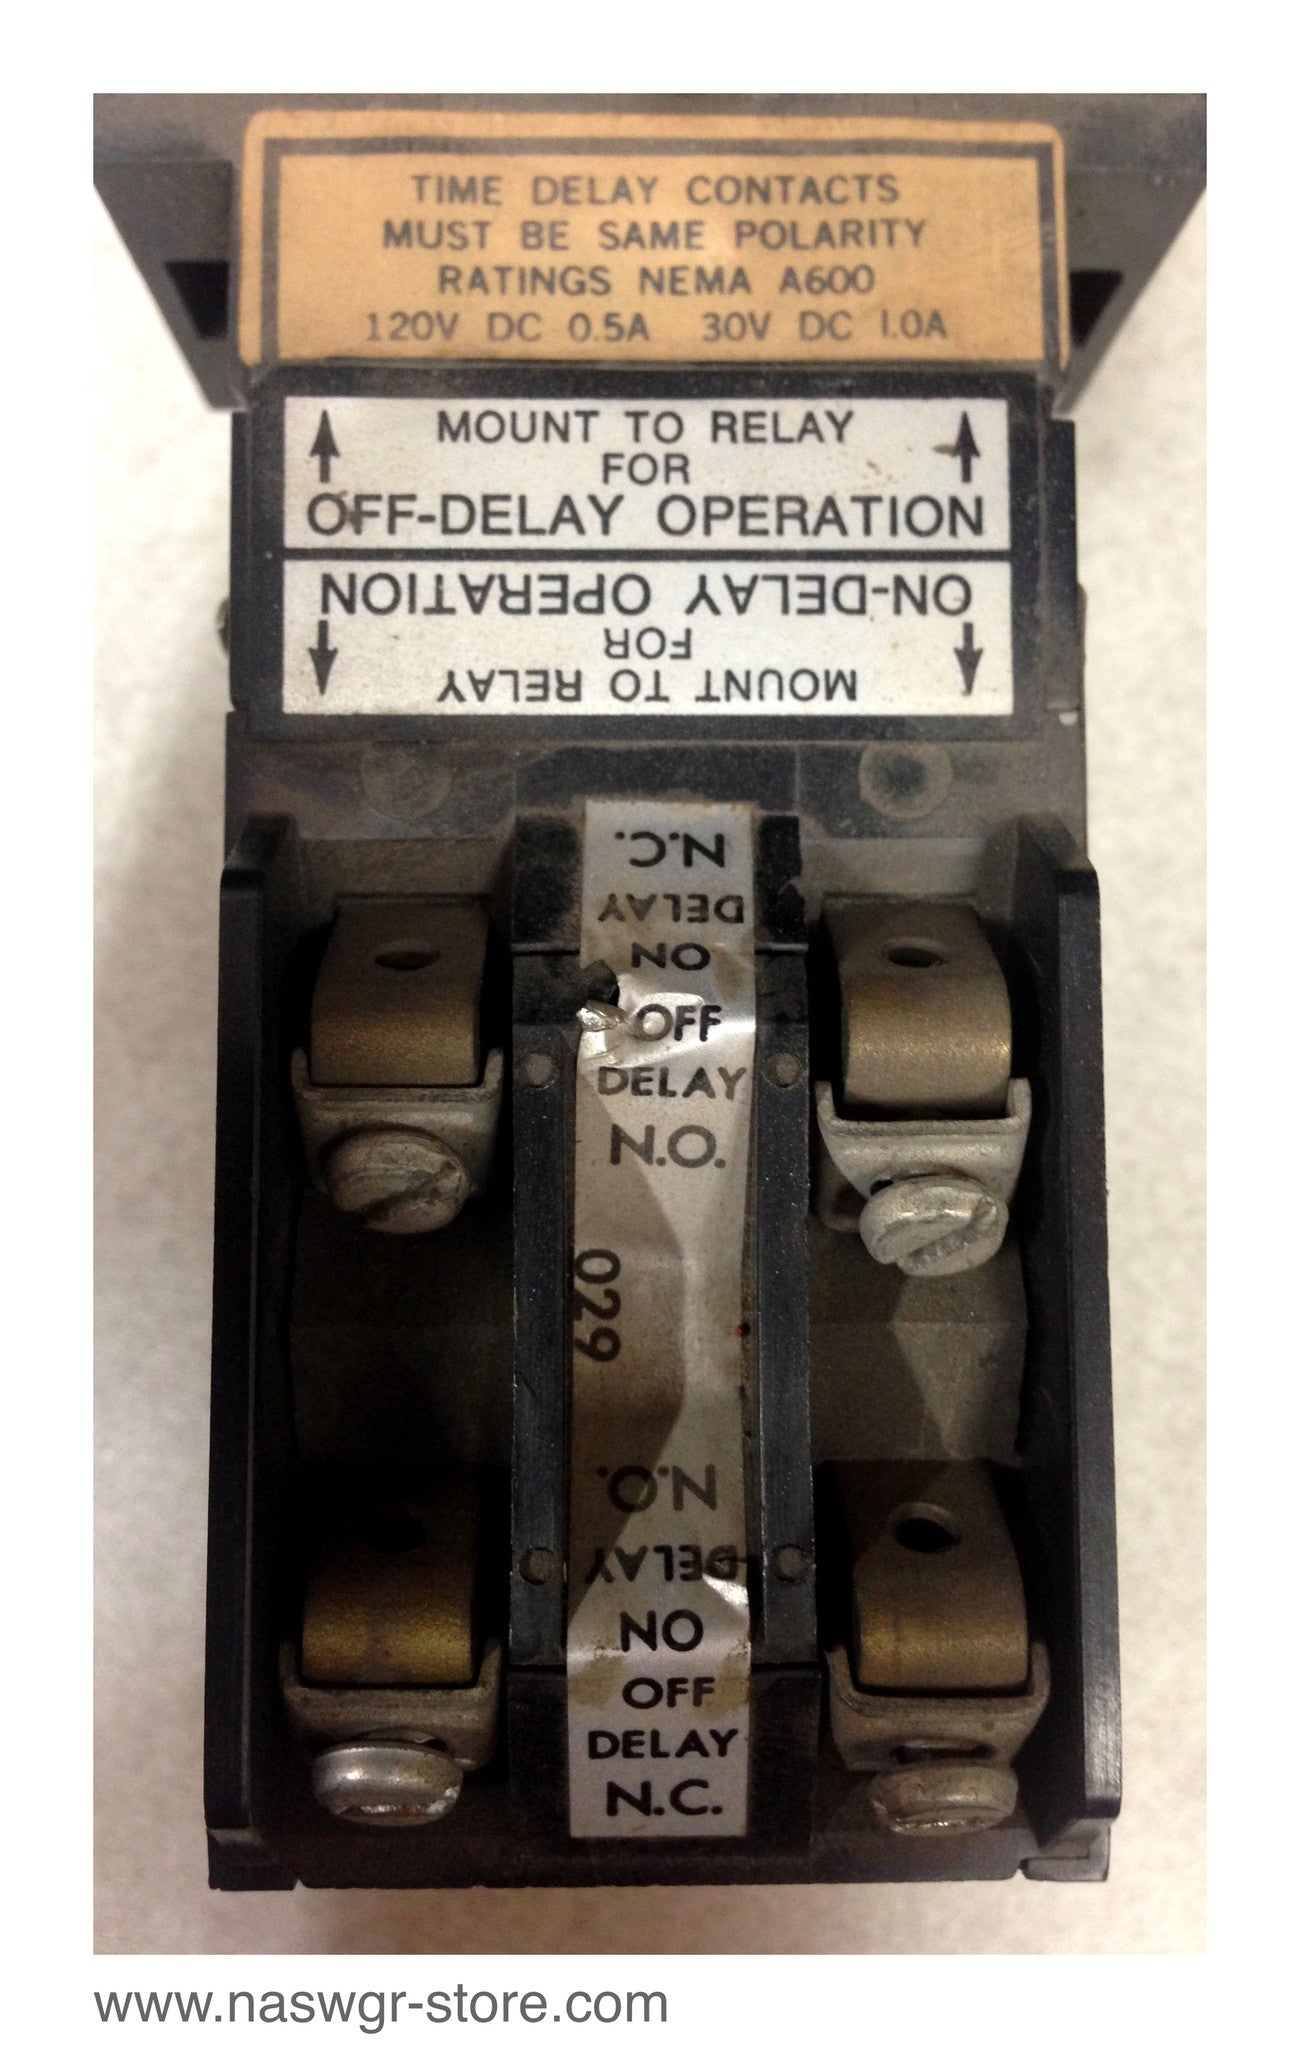 TIME DELAY CONTACTS
MUST BE SAME POLARITY
RATINGS NEMA A600
120V DC 0.5A 30V DC 1.0A
MOUNT TO RELAY
FOR
OFF-DELAY OPERATION
MOUNT TO RELAY
FOR
ON-DELAY OPERATION
N.C.
DELAY
ON
OFF
DELAY
N.O.
029
N.O.
DELAY
ON
OFF
DELAY
N.C.
www.naswgr-store.com